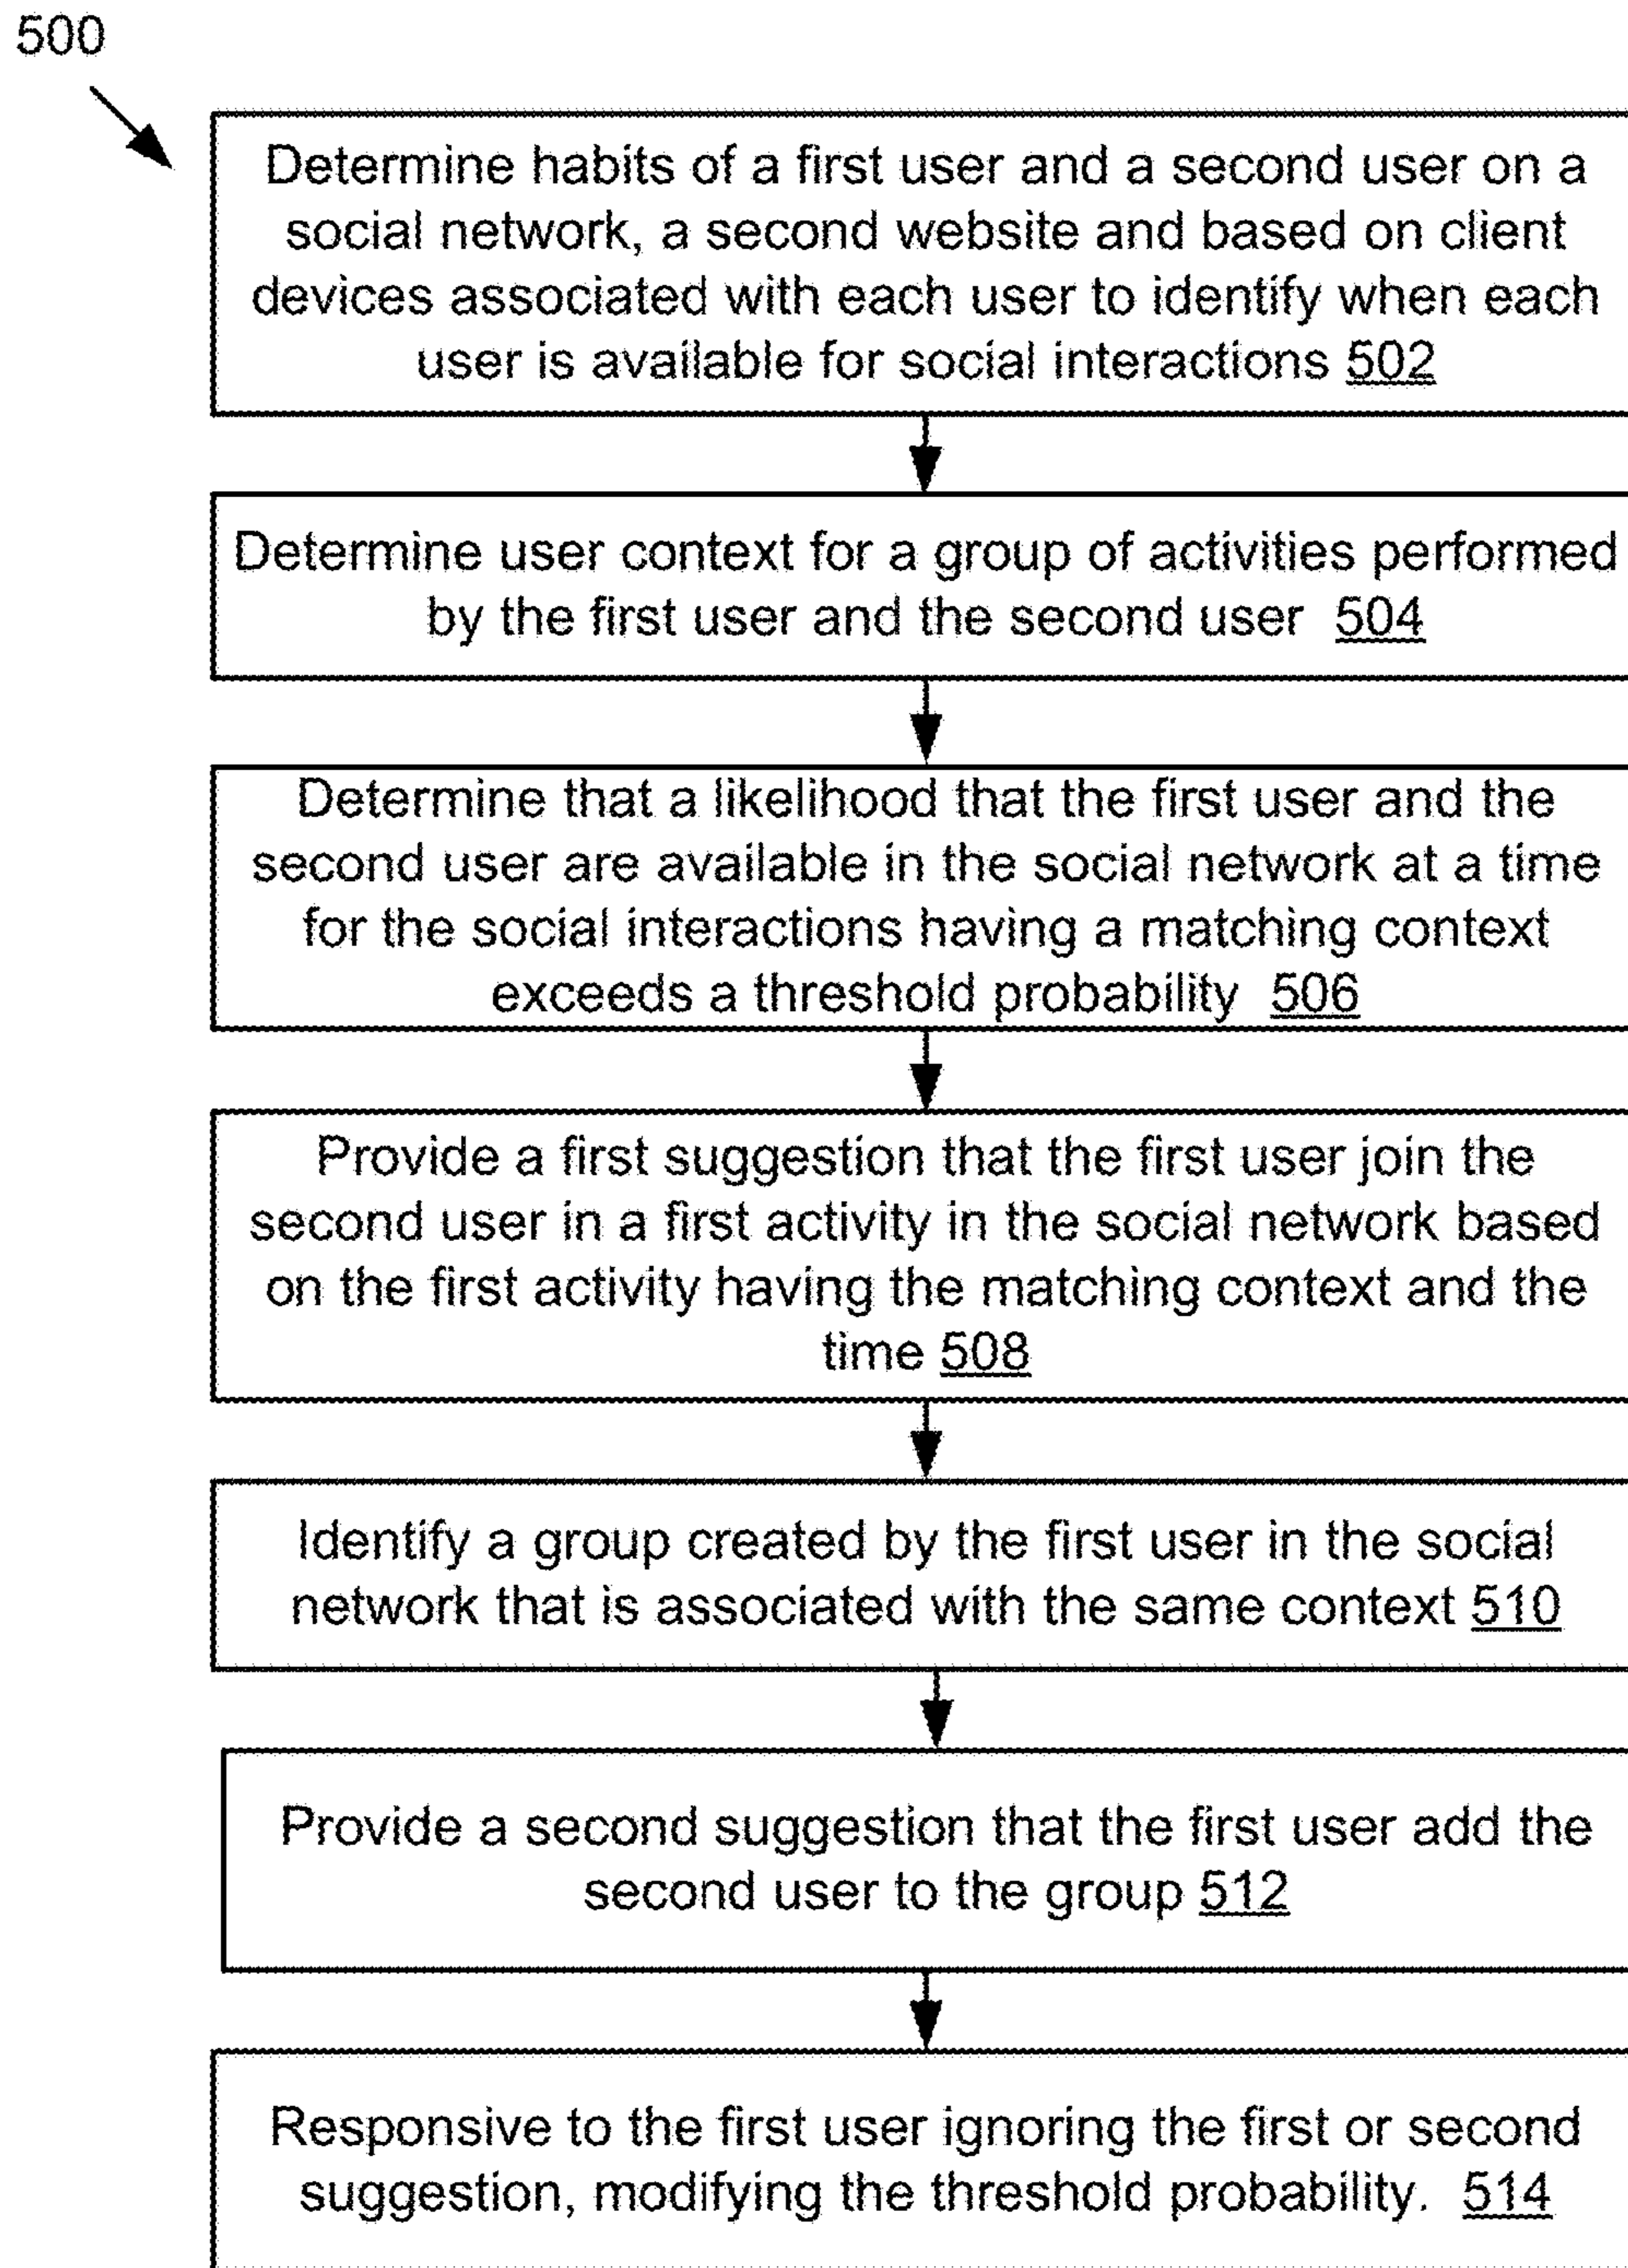 500
Determine habits of a first user and a second user on a
social network, a second website and based on client
devices associated with each user to identify when each
user is available for social interactions 502
Determine user context for a group of activities performed
by the first user and the second user 504
Determine that a likelihood that the first user and the
second user are available in the social network at a time
for the social interactions having a matching context
exceeds a threshold probability 506
Provide a first suggestion that the first user join the
second user in a first activity in the social network based
on the first activity having the matching context and the
time 508
Identify a group created by the first user in the social
network that is associated with the same context 510
Provide a second suggestion that the first user add the
second user to the group 512
Responsive to the first user ignoring the first or second
suggestion, modifying the threshold probability. 514